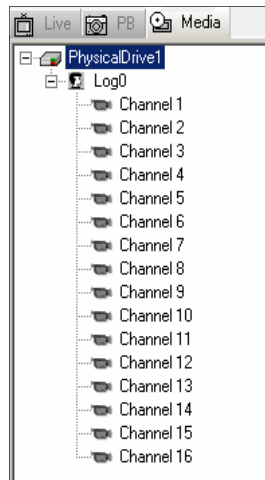 Live PB Media
PhysicalDrive1
Log0
Channel 1
Channel 2
Channel 3
Channel 4
Channel 5
Channel 6
Channel 7
Channel 8
Channel 9
Channel 10
Channel 11
Channel 12
Channel 13
Channel 14
Channel 15
Channel 16